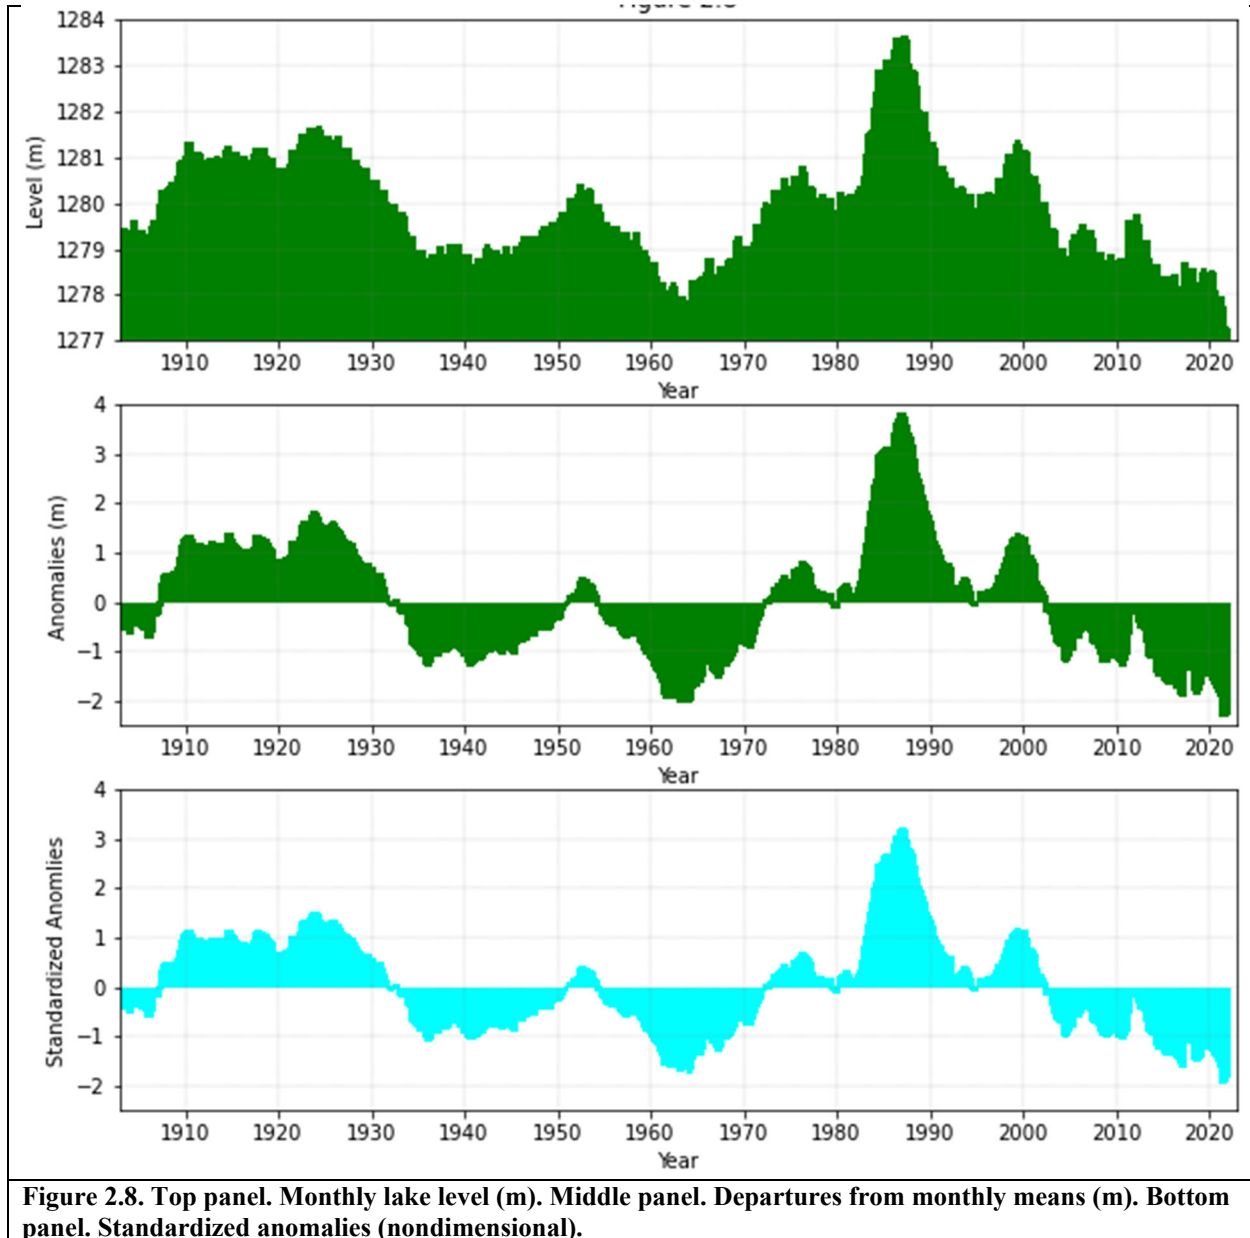 1284
1283
1282
1281
1280
1279
1278
1277
Level (m)
1910 1920 1930 1940 1950 1960 1970 1980 1990 2000 2010 2020
Year
4
3
2
1
0
−1
−2
Anomalies (m)
1910 1920 1930 1940 1950 1960 1970 1980 1990 2000 2010 2020
Year
4
3
2
1
0
−1
−2
Standardized Anomlies
1910 1920 1930 1940 1950 1960 1970 1980 1990 2000 2010 2020
Year
Figure 2.8. Top panel. Monthly lake level (m). Middle panel. Departures from monthly means (m). Bottom
panel. Standardized anomalies (nondimensional).